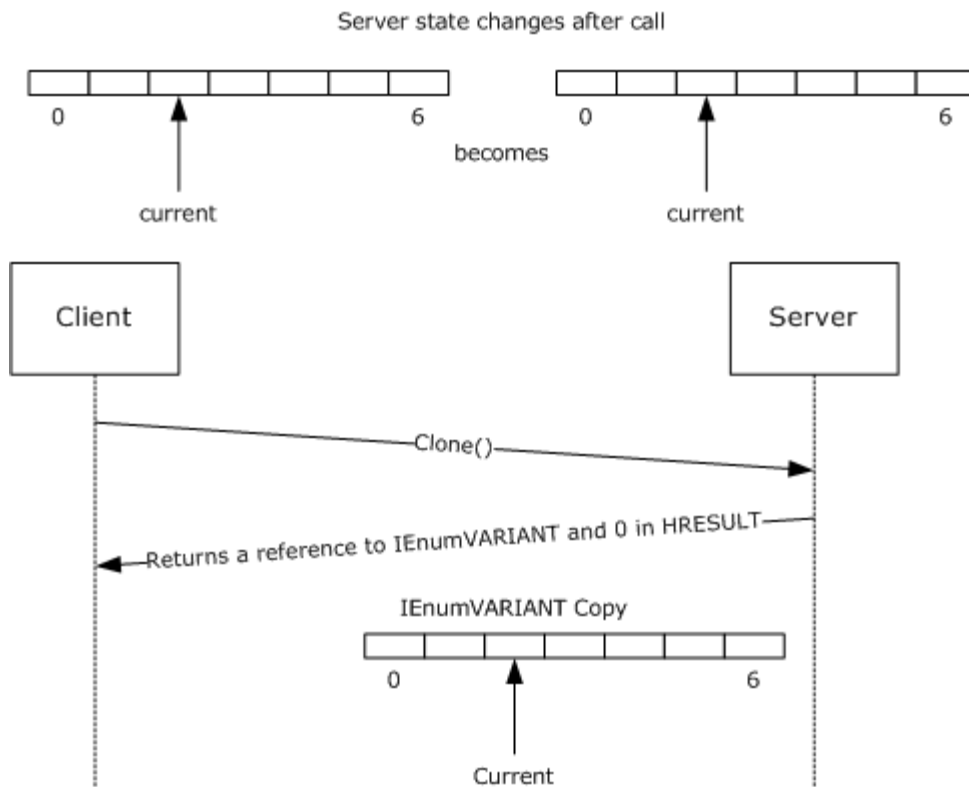 Server state changes after call
0 6 0 6
becomes
current current
Client Server
Clone()
Returns a reference to IEnumVARIANT and 0 in HRESULT
IEnumVARIANT Copy
0 6
Current